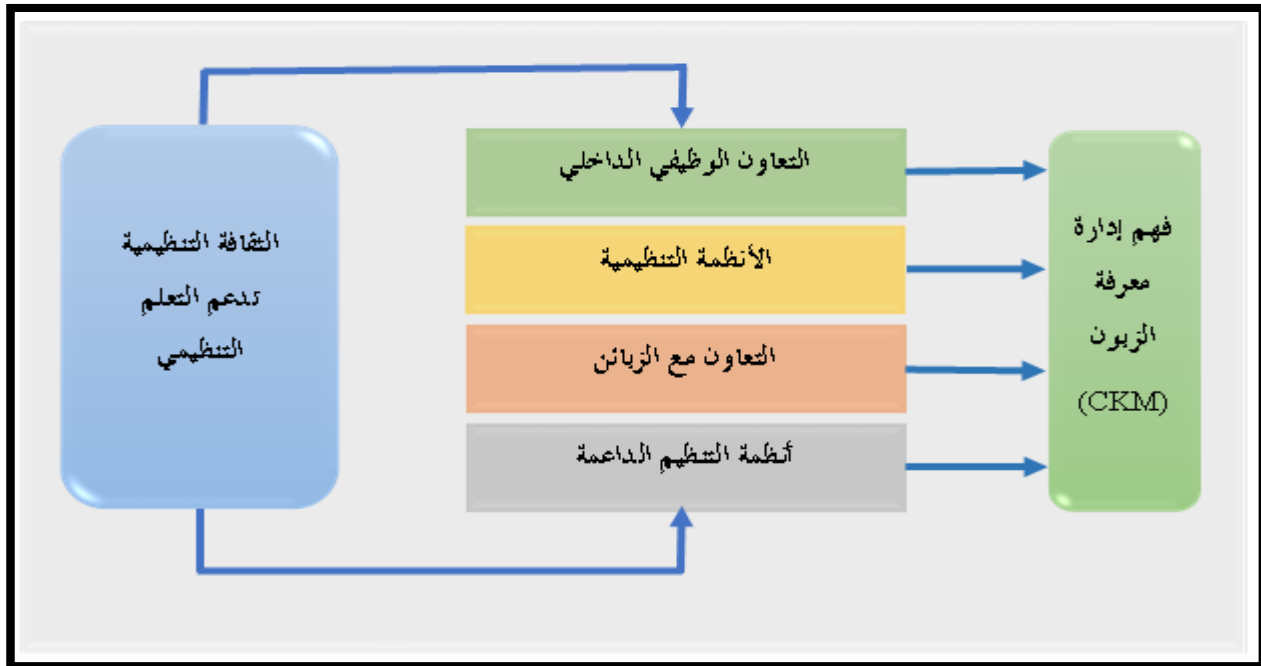 التعاون الوظيفي الداخلي
الأنظمة التنظيمية
التعاون مع الزبائن
أنظمة التنظيم الداعمة
الثقافة التنظيمية
تدعم التعلم
التنظيمي
فهم إدارة
معرفة
الزبون
(CKM)